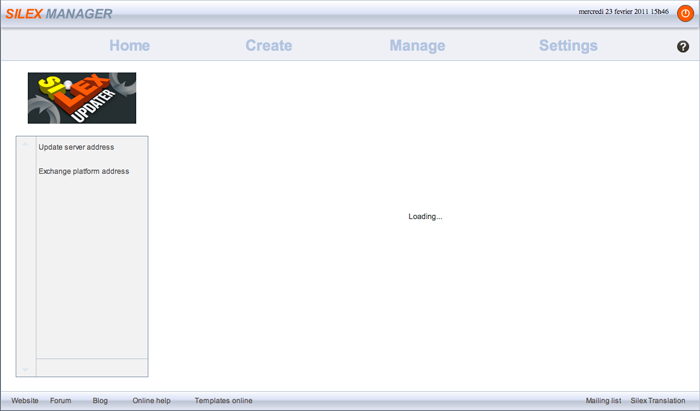 SILEX MANAGER
mercredi 23 fevrier 2011 15h46
Home Create Manage Settings ?
SILEX
UPDATER
Update server address
Exchange platform address
Loading...
Website Forum Blog Online help Templates online Mailing list Silex Translation